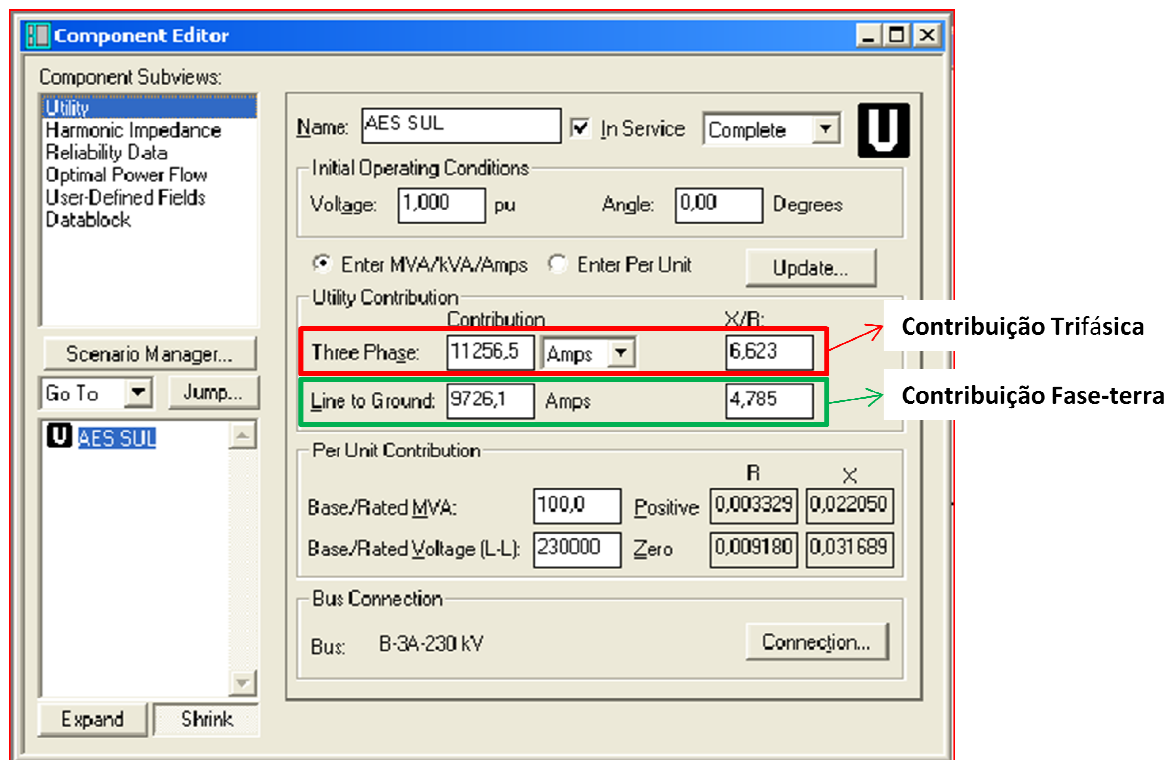 Component Editor
Component Subviews:
Utility
Harmonic Impedance
Reliability Data
Optimal Power Flow
User-Defined Fields
Datablock
Scenario Manager...
Go To Jump...
U AES SUL
Expand Shrink
Name: AES SUL In Service Complete U
Initial Operating Conditions
Voltage: 1,000 pu Angle: 0,00 Degrees
Enter MVA/kVA/Amps Enter Per Unit Update...
Utility Contribution
Contribution X/R:
Three Phase: 11256,5 Amps 6,623
Line to Ground: 9726,1 Amps 4,785
Contribuição Trifásica
Contribuição Fase-terra
Per Unit Contribution
R X
Base/Rated MVA: 100,0 Positive 0,003329 0,022050
Base/Rated Voltage (L-L): 230000 Zero 0,009180 0,031689
Bus Connection
Bus: B-3A-230 kV Connection...